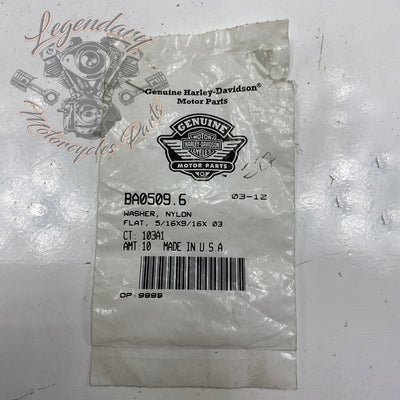 Legendary
Motorcycles Parts
Genuine Harley-Davidson®
Motor Parts
GENUINE
MOTOR
HARLEY-DAVIDSON
CYCLES
MOTOR PARTS
BA0509.6 03-12
WASHER, NYLON
FLAT, 5/16X9/16X 03
CT: 103A1
AMT:10 MADE IN U.S.A
OP:9999